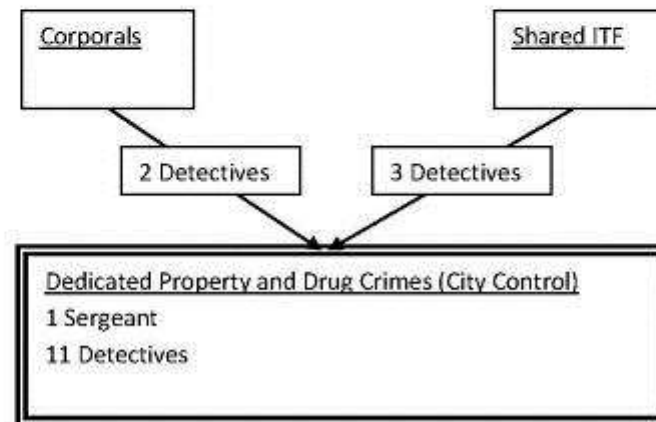 Corporals
Shared ITF
2 Detectives
3 Detectives
Dedicated Property and Drug Crimes (City Control)
1 Sergeant
11 Detectives